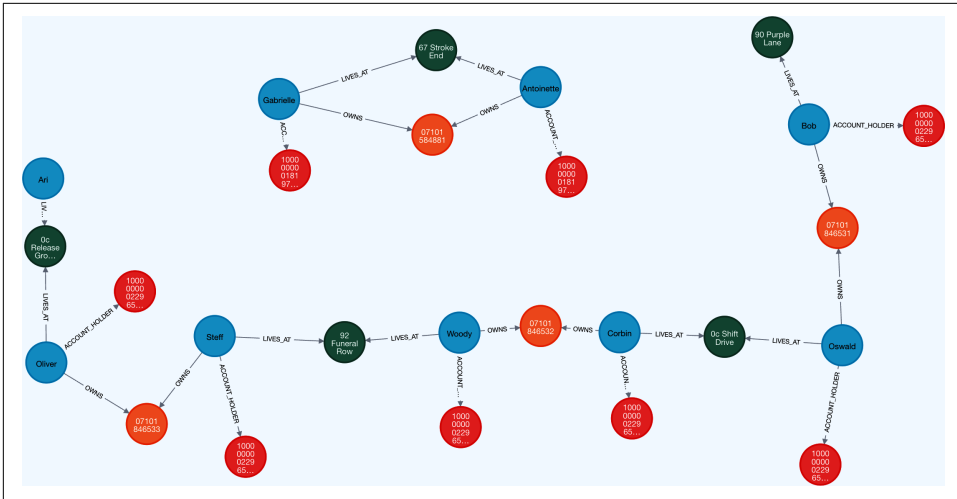 67 Stroke
End
90 Purple
Lane
LIVES_AT
LIVES_AT
LIVES_AT
Gabrielle
Antoinette
ACC...
OWNS
OWNS
ACCOUNT....
07101
584881
1000
0000
0181
97...
1000
0000
0181
97...
Bob
ACCOUNT_HOLDER
1000
0000
0229
65...
OWNS
07101
846531
OWNS
Ari
LIV...
0c
Release
Gro...
LIVES_AT
ACCOUNT_HOLDER
1000
0000
0229
65...
Oliver
OWNS
OWNS
07101
846533
Steff
LIVES_AT
ACCOUNT_HOLDER
1000
0000
0229
65...
92
Funeral
Row
LIVES_AT
Woody
OWNS
ACCOUNT....
1000
0000
0229
65...
07101
846532
OWNS
Corbin
ACCOUN...
1000
0000
0229
65...
LIVES_AT
0c Shift
Drive
LIVES_AT
Oswald
ACCOUNT_HOLDER
1000
0000
0229
65...